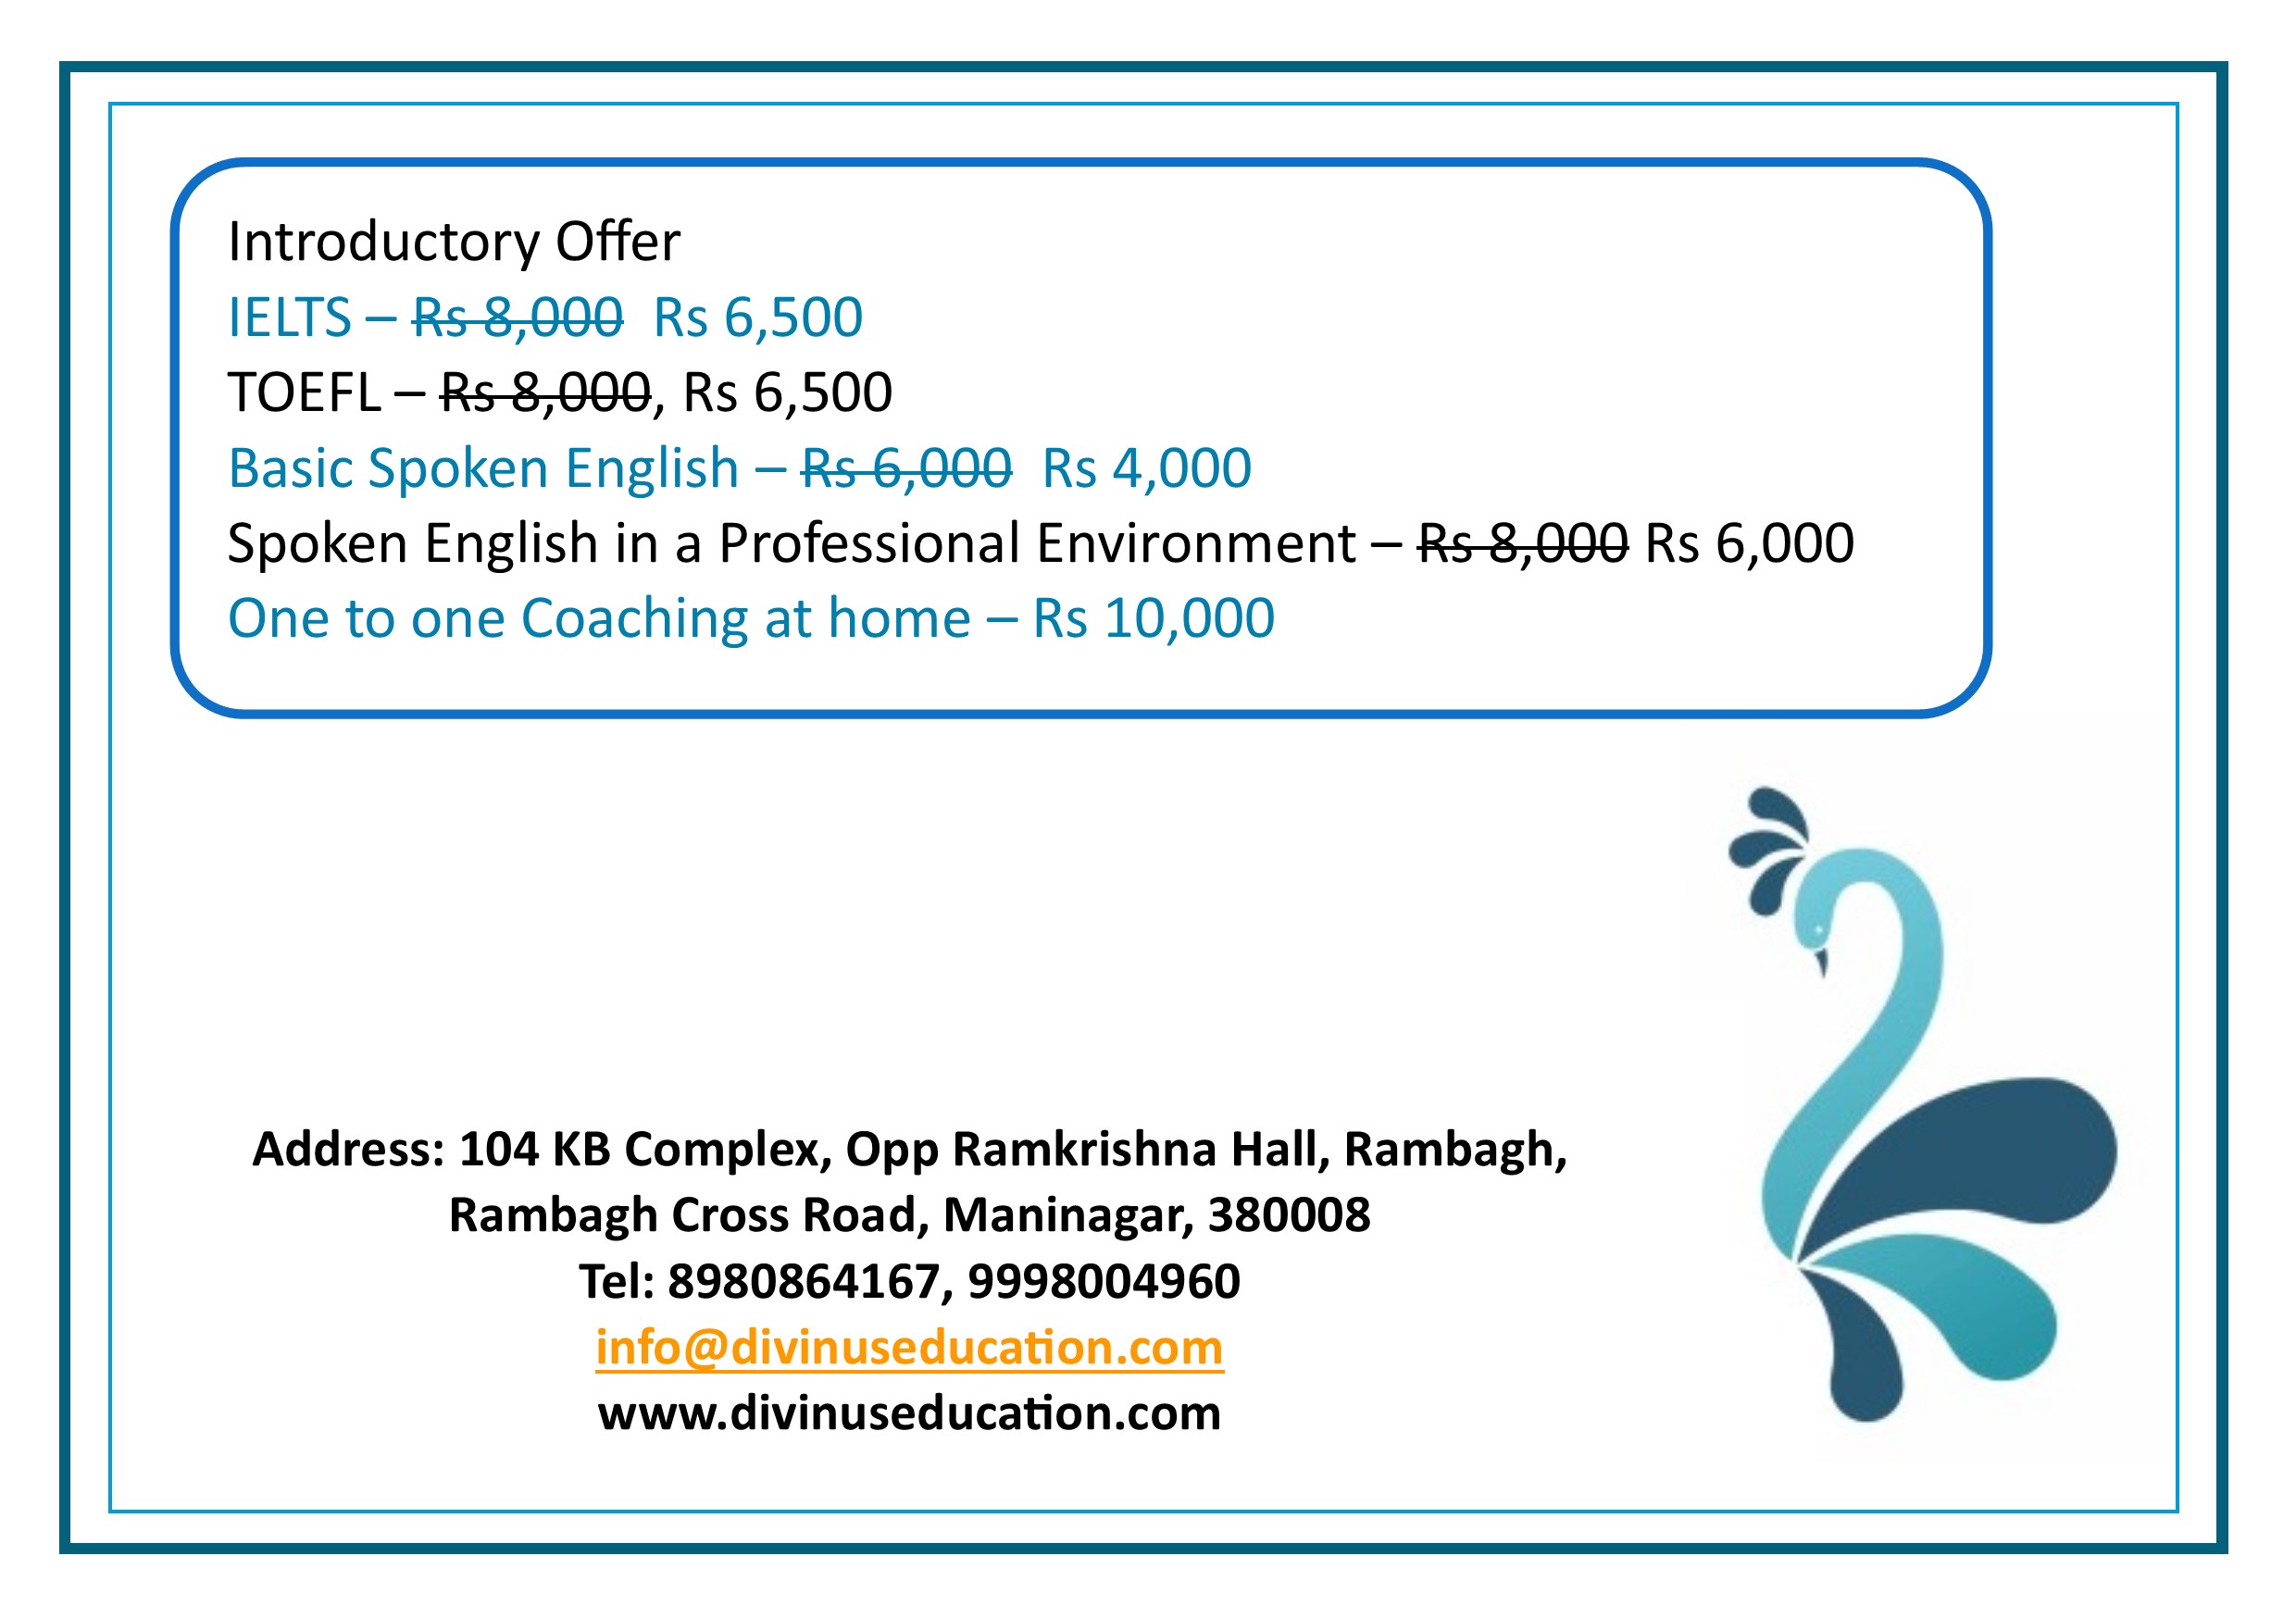 Introductory Offer
IELTS – Rs 8,000 Rs 6,500
TOEFL – Rs 8,000, Rs 6,500
Basic Spoken English – Rs 6,000 Rs 4,000
Spoken English in a Professional Environment – Rs 8,000 Rs 6,000
One to one Coaching at home – Rs 10,000
Address: 104 KB Complex, Opp Ramkrishna Hall, Rambagh,
Rambagh Cross Road, Maninagar, 380008
Tel: 8980864167, 9998004960
info@divinuseducation.com
www.divinuseducation.com